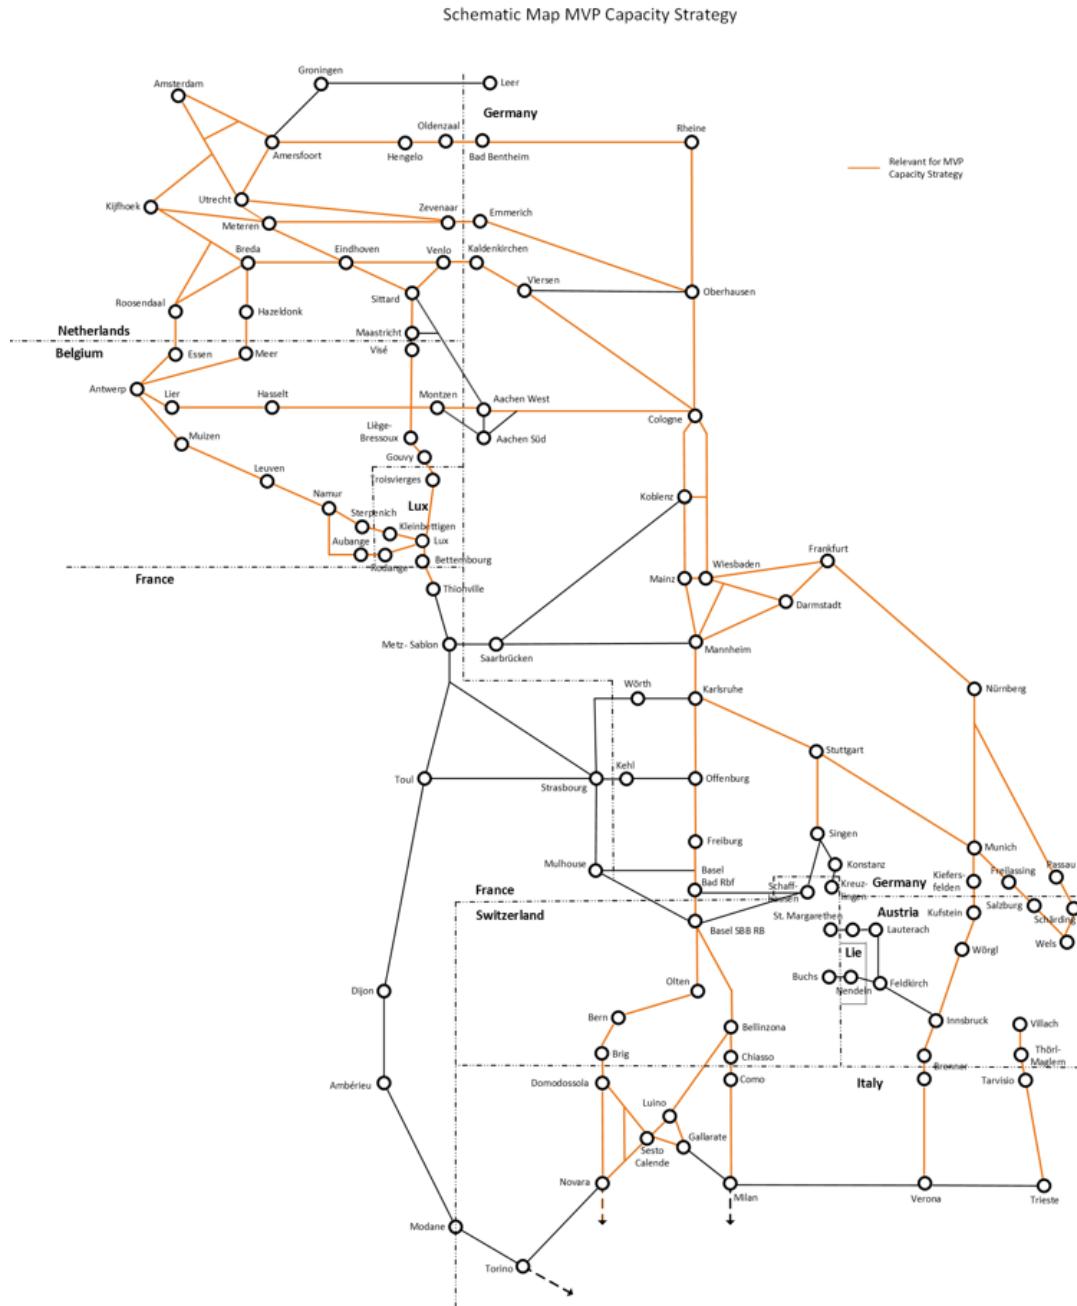 Schematic Map MVP Capacity Strategy
Groningen
Leer
Amsterdam
Germany
Oldenzaal
Rheine
Amersfoort
Hengelo
Bad Bentheim
Relevant for MVP
Capacity Strategy
Utrecht
Kijfhoek
Zevenaar
Emmerich
Meteren
Breda
Eindhoven
Venlo
Kaldenkirchen
Viersen
Oberhausen
Sittard
Roosendaal
Hazeldonk
Netherlands
Maastricht
Belgium
Essen
Meer
Visé
Antwerp
Lier
Hasselt
Montzen
Aachen West
Cologne
Muizen
Liège-
Bressoux
Aachen Süd
Gouvy
Leuven
Troisvierges
Namur
Koblenz
Lux
Sterpenich
Kleinbettigen
Lux
Aubange
Rodange
Bettembourg
Frankfurt
Mainz
Wiesbaden
France
Thionville
Darmstadt
Metz- Sablon
Saarbrücken
Mannheim
Wörth
Karlsruhe
Nürnberg
Stuttgart
Toul
Kehl
Strasbourg
Offenburg
Singen
Freiburg
Munich
Mulhouse
Basel
Bad Rbf
Konstanz
Kiefers-
felden
Freilassing
Passau
Schaff-
hausen
Kreuz-
lingen
Germany
France
Switzerland
St. Margarethen
Austria
Salzburg
Schärding
Basel SBB RB
Lauterach
Kufstein
Wels
Lie
Wörgl
Buchs
Nendeln
Feldkirch
Dijon
Olten
Bern
Bellinzona
Innsbruck
Villach
Brig
Chiasso
Thörl-
Maglern
Brenner
Ambérieu
Domodossola
Como
Italy
Tarvisio
Luino
Gallarate
Sesto
Calende
Novara
Milan
Verona
Trieste
Modane
Torino